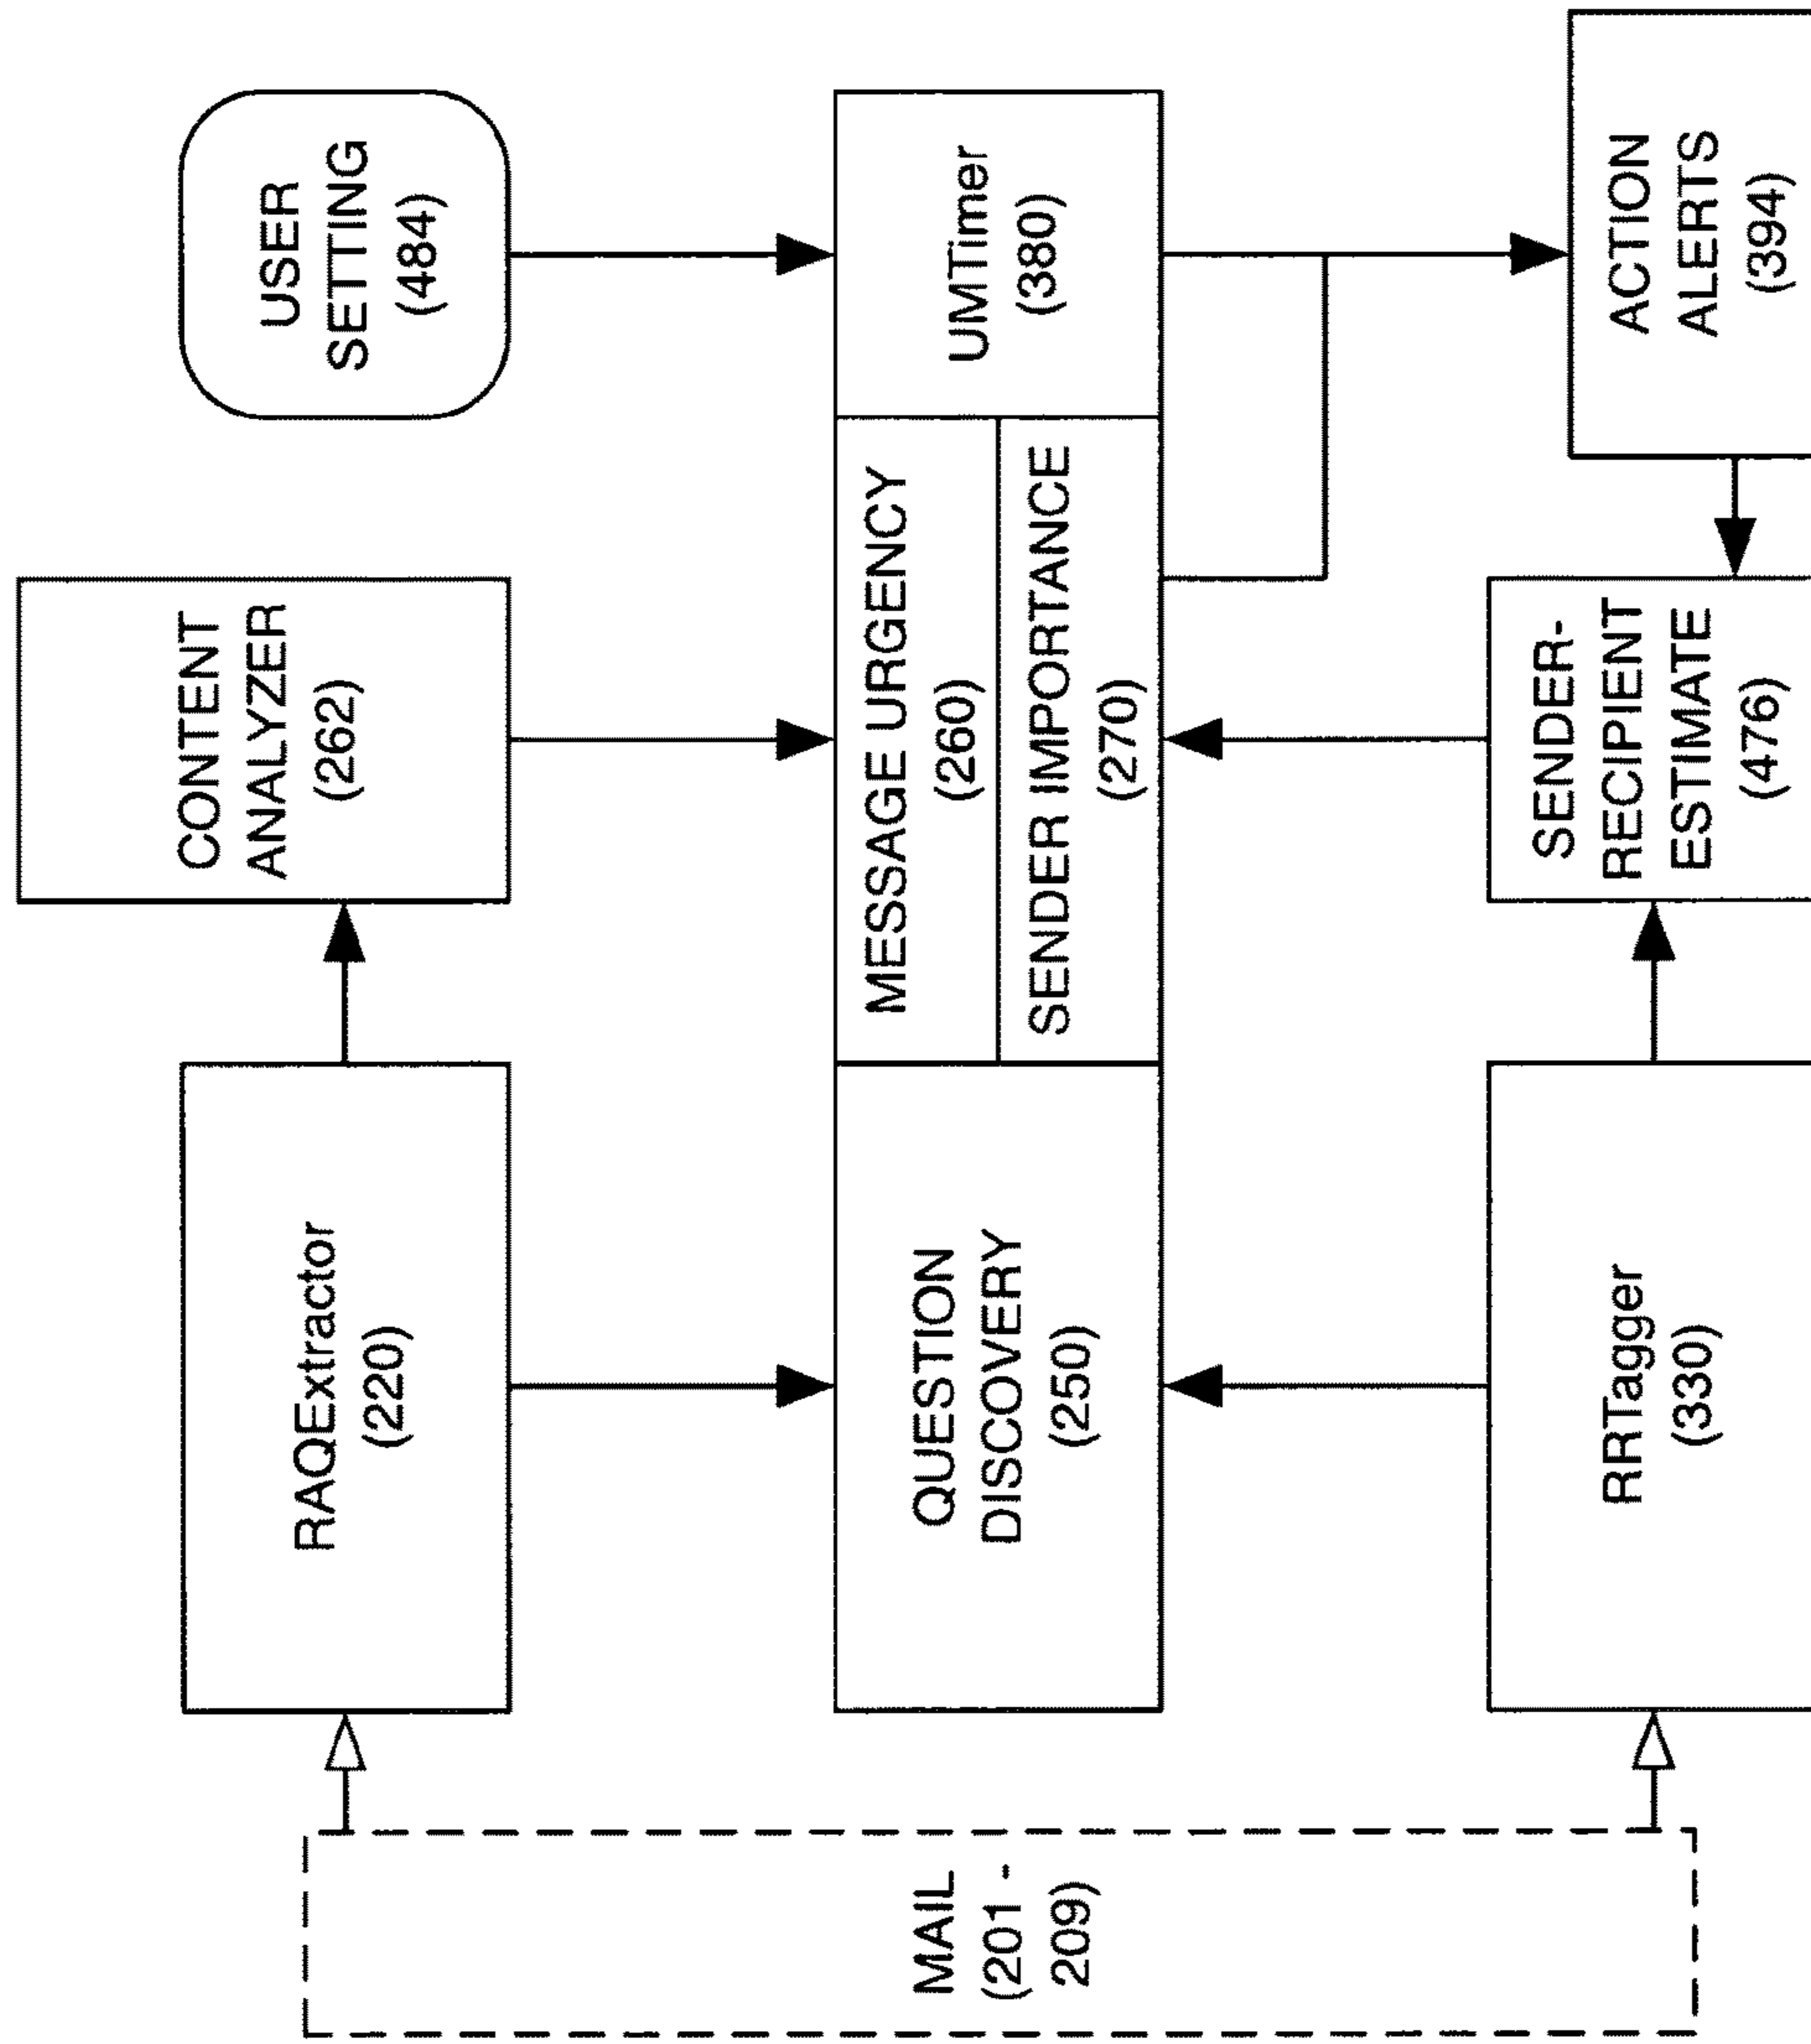 MAIL
(201 -
209)
RAQExtractor
(220)
CONTENT
ANALYZER
(262)
USER
SETTING
(484)
QUESTION
DISCOVERY
(250)
MESSAGE URGENCY
(260)
SENDER IMPORTANCE
(270)
UMTimer
(380)
RRTagger
(330)
SENDER-
RECIPIENT
ESTIMATE
(476)
ACTION
ALERTS
(394)